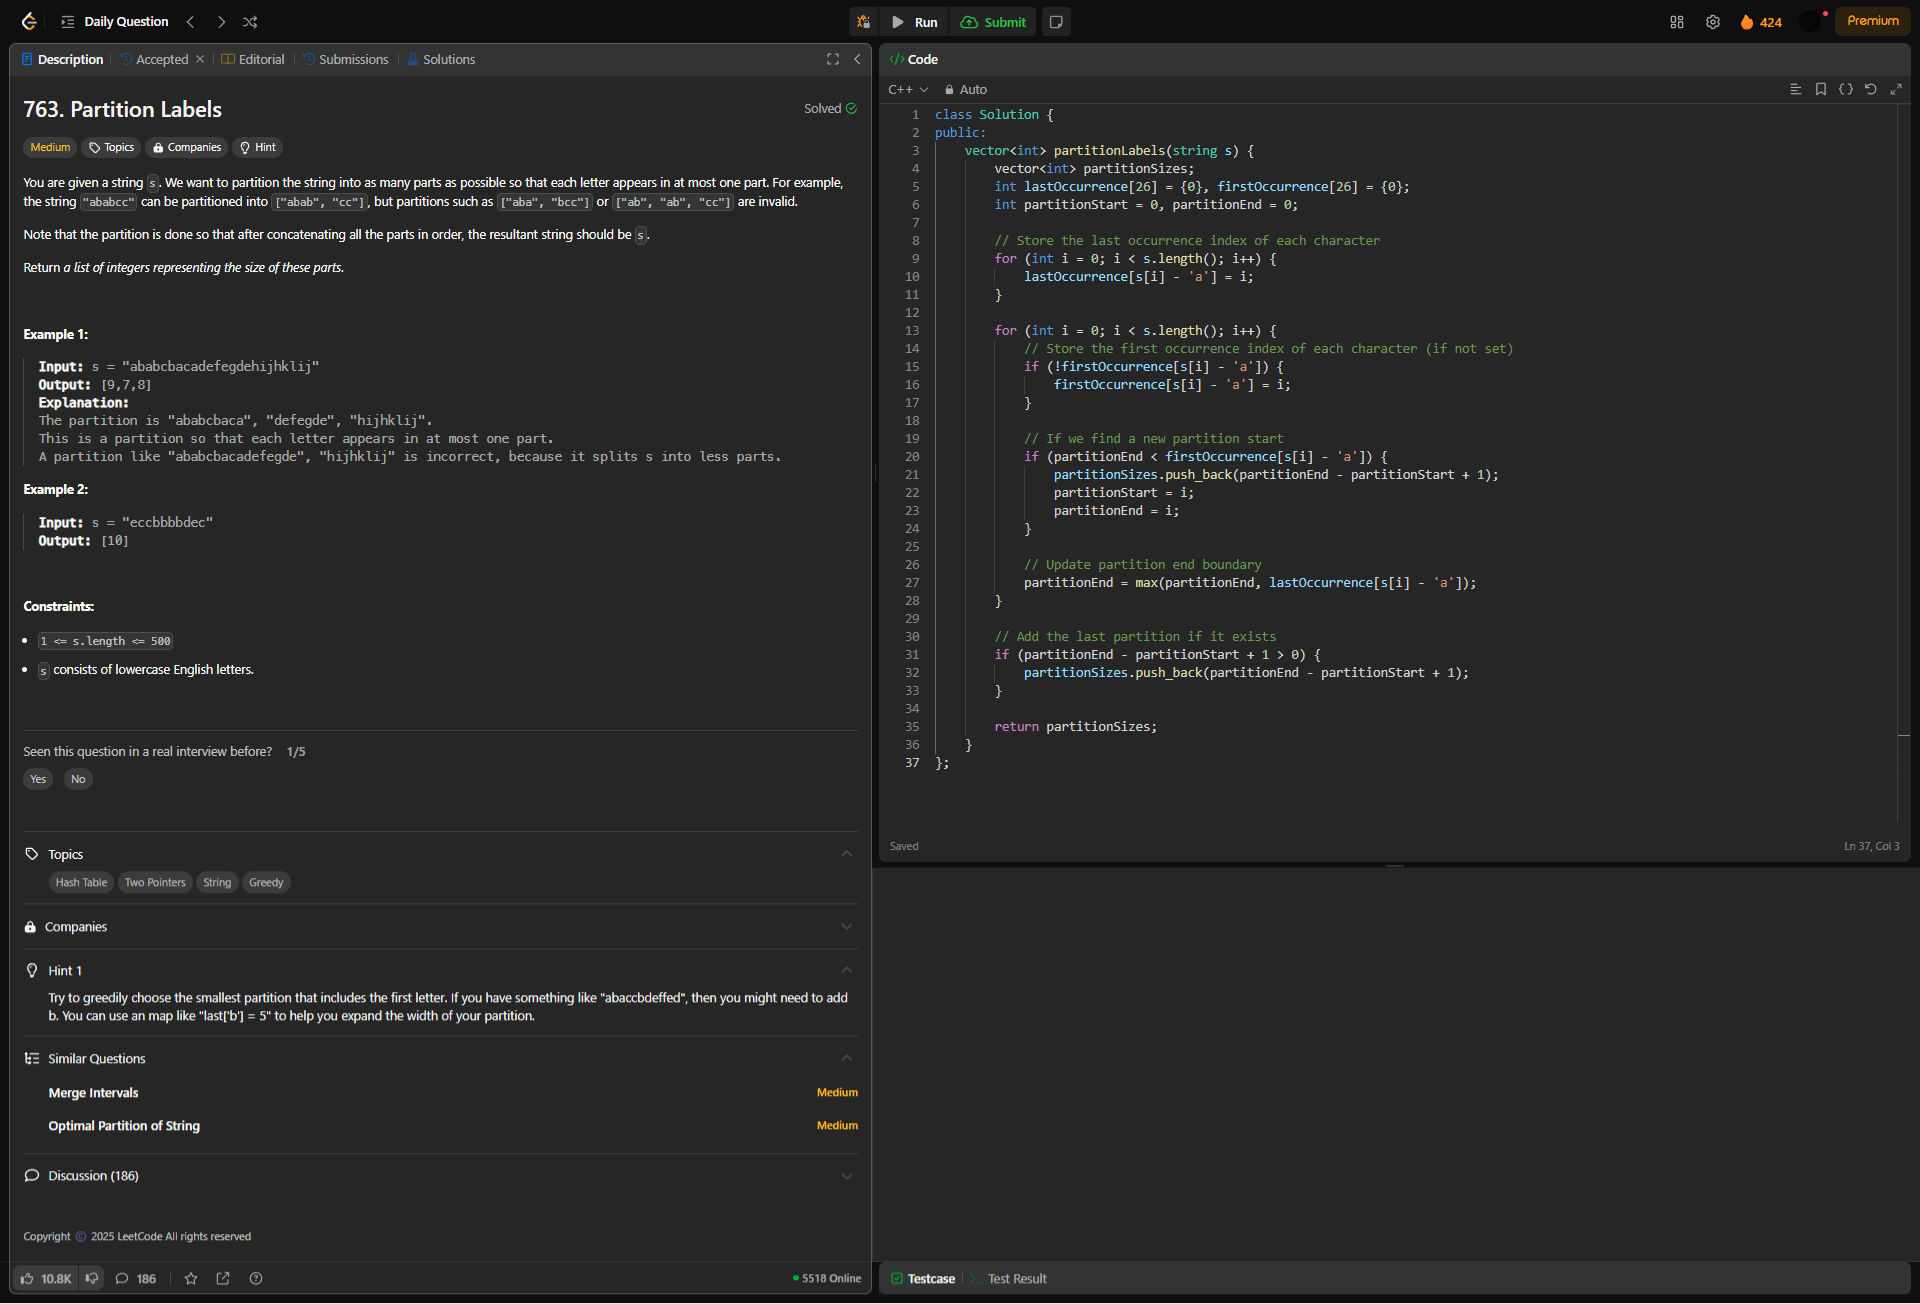 Daily Question
Run
Submit
424
Premium
Description
Accepted
Editorial
Submissions
Solutions
763. Partition Labels
Solved
Medium
Topics
Companies
Hint
You are given a string s. We want to partition the string into as many parts as possible so that each letter appears in at most one part. For example,
the string "ababcc" can be partitioned into ["abab", "cc"], but partitions such as ["aba", "bcc"] or ["ab", "ab", "cc"] are invalid.
Note that the partition is done so that after concatenating all the parts in order, the resultant string should be s.
Return a list of integers representing the size of these parts.
Example 1:
Input: s = "ababcbacadefegdehijhklij"
Output: [9,7,8]
Explanation:
The partition is "ababcbaca", "defegde", "hijhklij".
This is a partition so that each letter appears in at most one part.
A partition like "ababcbacadefegde", "hijhklij" is incorrect, because it splits s into less parts.
Example 2:
Input: s = "eccbbbbdec"
Output: [10]
Constraints:
1 <= s.length <= 500
s consists of lowercase English letters.
Seen this question in a real interview before? 1/5
Yes No
Topics
Hash Table Two Pointers String Greedy
Companies
Hint 1
Try to greedily choose the smallest partition that includes the first letter. If you have something like "abaccbdeffed", then you might need to add
b. You can use an map like "last['b'] = 5" to help you expand the width of your partition.
Similar Questions
Merge Intervals Medium
Optimal Partition of String Medium
Discussion (186)
Copyright © 2025 LeetCode All rights reserved
10.8K
186
5518 Online
Code
C++
Auto
1 class Solution {
2 public:
3     vector<int> partitionLabels(string s) {
4         vector<int> partitionSizes;
5         int lastOccurrence[26] = {0}, firstOccurrence[26] = {0};
6         int partitionStart = 0, partitionEnd = 0;
7
8         // Store the last occurrence index of each character
9         for (int i = 0; i < s.length(); i++) {
10             lastOccurrence[s[i] - 'a'] = i;
11         }
12
13         for (int i = 0; i < s.length(); i++) {
14             // Store the first occurrence index of each character (if not set)
15             if (!firstOccurrence[s[i] - 'a']) {
16                 firstOccurrence[s[i] - 'a'] = i;
17             }
18
19             // If we find a new partition start
20             if (partitionEnd < firstOccurrence[s[i] - 'a']) {
21                 partitionSizes.push_back(partitionEnd - partitionStart + 1);
22                 partitionStart = i;
23                 partitionEnd = i;
24             }
25
26             // Update partition end boundary
27             partitionEnd = max(partitionEnd, lastOccurrence[s[i] - 'a']);
28         }
29
30         // Add the last partition if it exists
31         if (partitionEnd - partitionStart + 1 > 0) {
32             partitionSizes.push_back(partitionEnd - partitionStart + 1);
33         }
34
35         return partitionSizes;
36     }
37 };
Saved
Ln 37, Col 3
Testcase
Test Result